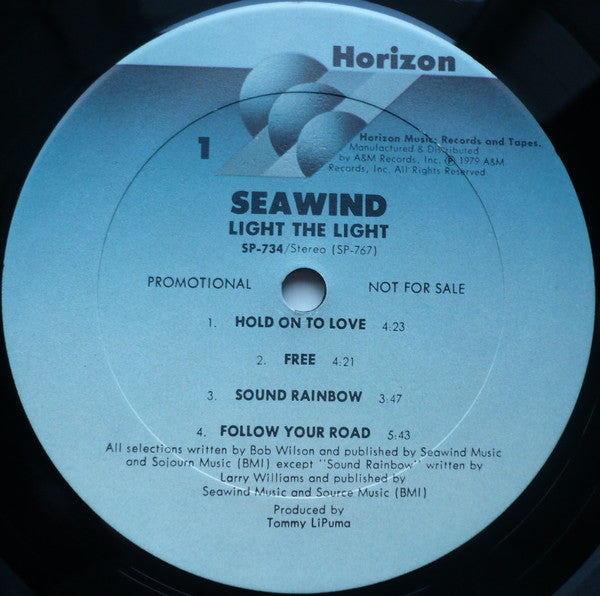 Horizon
1
Horizon Music: Records and Tapes.
Manufactured & Distributed
by A&M Records, Inc. Ⓟ 1979 A&M
Records, Inc. All Rights Reserved
SEAWIND
LIGHT THE LIGHT
SP-734/Stereo (SP-767)
PROMOTIONAL NOT FOR SALE
1. HOLD ON TO LOVE 4:23
2. FREE 4:21
3. SOUND RAINBOW 3:47
4. FOLLOW YOUR ROAD 5:43
All selections written by Bob Wilson and published by Seawind Music
and Sojourn Music (BMI) except "Sound Rainbow" written by
Larry Williams and published by
Seawind Music and Source Music (BMI)
Produced by
Tommy LiPuma